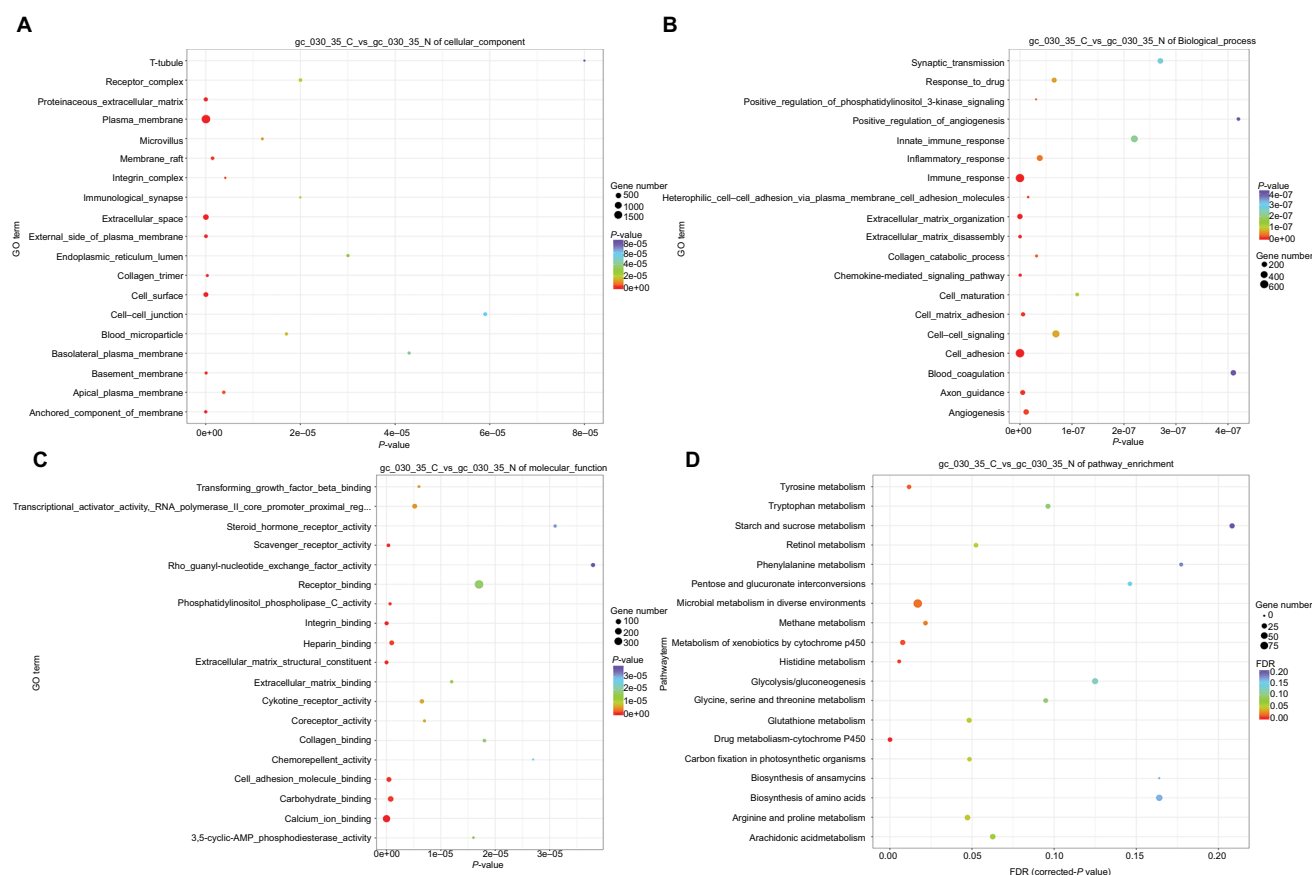 A
gc_030_35_C_vs_gc_030_35_N of cellular_component
T-tubule
Receptor_complex
Proteinaceous_extracellular_matrix
Plasma_membrane
Microvillus
Membrane_raft
Integrin_complex
Immunological_synapse
Extracellular_space
External_side_of_plasma_membrane
Endoplasmic_reticulum_lumen
Collagen_trimer
Cell_surface
Cell–cell_junction
Blood_microparticle
Basolateral_plasma_membrane
Basement_membrane
Apical_plasma_membrane
Anchored_component_of_membrane
GO term
0e+00
2e-05
4e-05
6e-05
8e-05
P-value
Gene number
500
1000
1500
P-value
8e-05
6e-05
4e-05
2e-05
0e+00
B
gc_030_35_C_vs_gc_030_35_N of Biological_process
Synaptic_transmission
Response_to_drug
Positive_regulation_of_phosphatidylinositol_3-kinase_signaling
Positive_regulation_of_angiogenesis
Innate_immune_response
Inflammatory_response
Immune_response
Heterophilic_cell–cell_adhesion_via_plasma_membrane_cell_adhesion_molecules
Extracellular_matrix_organization
Extracellular_matrix_disassembly
Collagen_catabolic_process
Chemokine-mediated_signaling_pathway
Cell_maturation
Cell_matrix_adhesion
Cell–cell_signaling
Cell_adhesion
Blood_coagulation
Axon_guidance
Angiogenesis
GO term
0e+00
1e-07
2e-07
3e-07
4e-07
P-value
P-value
4e-07
3e-07
2e-07
1e-07
0e+00
Gene number
200
400
600
C
gc_030_35_C_vs_gc_030_35_N of molecular_function
Transforming_growth_factor_beta_binding
Transcriptional_activator_activity,_RNA_polymerase_II_core_promoter_proximal_reg...
Steroid_hormone_receptor_activity
Scavenger_receptor_activity
Rho_guanyl-nucleotide_exchange_factor_activity
Receptor_binding
Phosphatidylinositol_phospholipase_C_activity
Integrin_binding
Heparin_binding
Extracellular_matrix_structural_constituent
Extracellular_matrix_binding
Cykotine_receptor_activity
Coreceptor_activity
Collagen_binding
Chemorepellent_activity
Cell_adhesion_molecule_binding
Carbohydrate_binding
Calcium_ion_binding
3,5-cyclic-AMP_phosphodiesterase_activity
GO term
0e+00
1e-05
2e-05
3e-05
P-value
Gene number
100
200
300
P-value
3e-05
2e-05
1e-05
0e+00
D
gc_030_35_C_vs_gc_030_35_N of pathway_enrichment
Tyrosine metabolism
Tryptophan metabolism
Starch and sucrose metabolism
Retinol metabolism
Phenylalanine metabolism
Pentose and glucuronate interconversions
Microbial metabolism in diverse environments
Methane metabolism
Metabolism of xenobiotics by cytochrome p450
Histidine metabolism
Glycolysis/gluconeogenesis
Glycine, serine and threonine metabolism
Glutathione metabolism
Drug metaboliasm-cytochrome P450
Carbon fixation in photosynthetic organisms
Biosynthesis of ansamycins
Biosynthesis of amino acids
Arginine and proline metabolism
Arachidonic acidmetabolism
Pathwayterm
0.00
0.05
0.10
0.15
0.20
FDR (corrected-P value)
Gene number
0
25
50
75
FDR
0.20
0.15
0.10
0.05
0.00